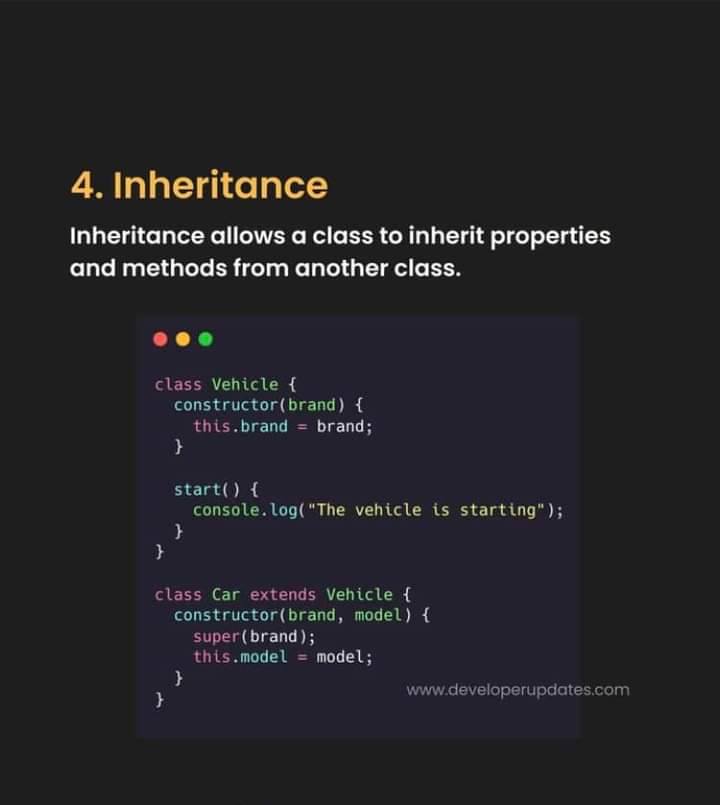 4. Inheritance
Inheritance allows a class to inherit properties
and methods from another class.
class Vehicle {
  constructor(brand) {
    this.brand = brand;
  }

  start() {
    console.log("The vehicle is starting");
  }
}

class Car extends Vehicle {
  constructor(brand, model) {
    super(brand);
    this.model = model;
  }
}
www.developerupdates.com